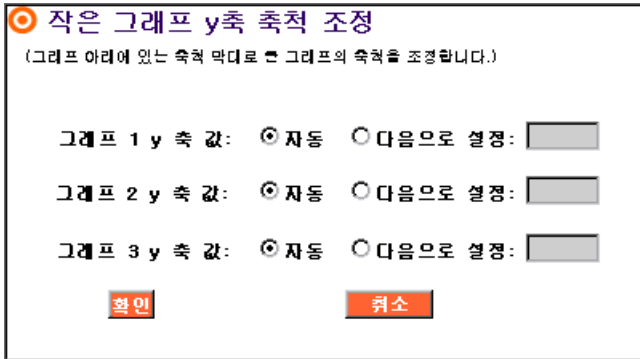 작은 그래프 y축 축척 조정
(그래프 아래에 있는 축척 막대로 큰 그래프의 축척을 조정합니다.)
그래프 1 y 축 값: 자동 다음으로 설정:
그래프 2 y 축 값: 자동 다음으로 설정:
그래프 3 y 축 값: 자동 다음으로 설정:
확인 취소